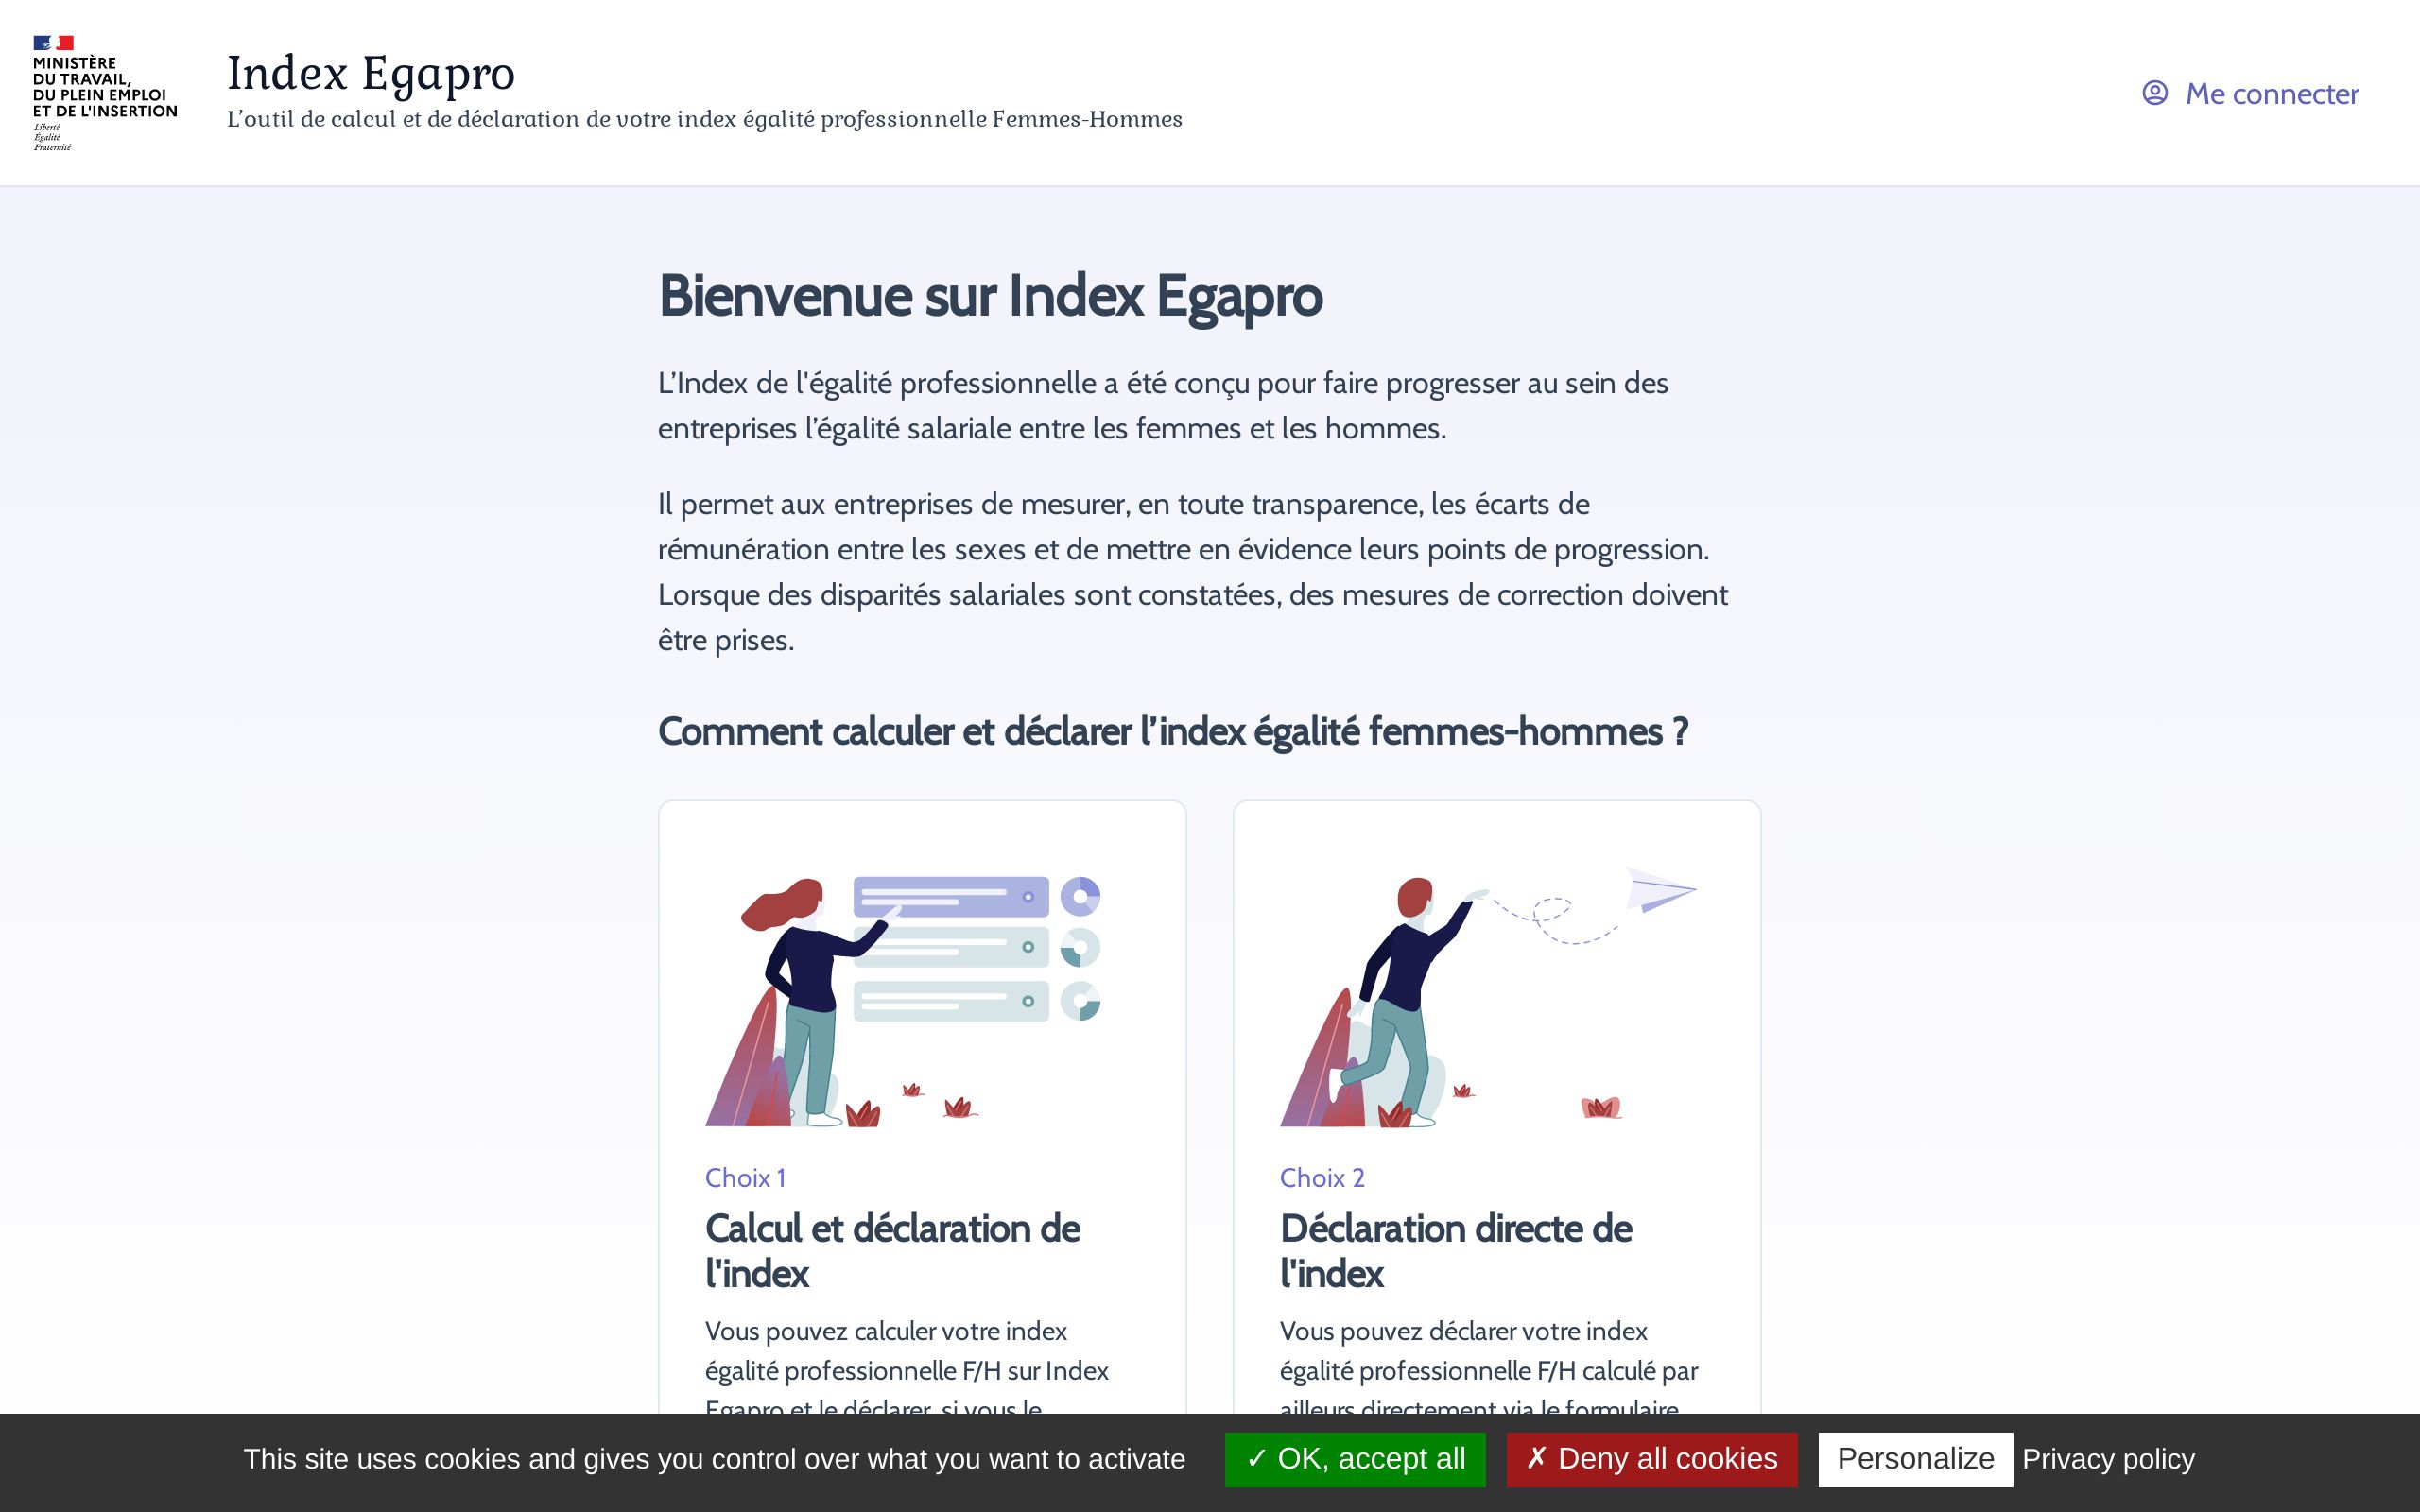 MINISTÈRE
DU TRAVAIL,
DU PLEIN EMPLOI
ET DE L'INSERTION
Liberté
Égalité
Fraternité
Index Egapro
L’outil de calcul et de déclaration de votre index égalité professionnelle Femmes-Hommes
Me connecter
Bienvenue sur Index Egapro
L’Index de l'égalité professionnelle a été conçu pour faire progresser au sein des
entreprises l’égalité salariale entre les femmes et les hommes.
Il permet aux entreprises de mesurer, en toute transparence, les écarts de
rémunération entre les sexes et de mettre en évidence leurs points de progression.
Lorsque des disparités salariales sont constatées, des mesures de correction doivent
être prises.
Comment calculer et déclarer l’index égalité femmes-hommes ?
Choix 1
Calcul et déclaration de
l'index
Vous pouvez calculer votre index
égalité professionnelle F/H sur Index
Egapro et le déclarer, si vous le
Choix 2
Déclaration directe de
l'index
Vous pouvez déclarer votre index
égalité professionnelle F/H calculé par
ailleurs directement via le formulaire
This site uses cookies and gives you control over what you want to activate
✓ OK, accept all
✗ Deny all cookies
Personalize
Privacy policy